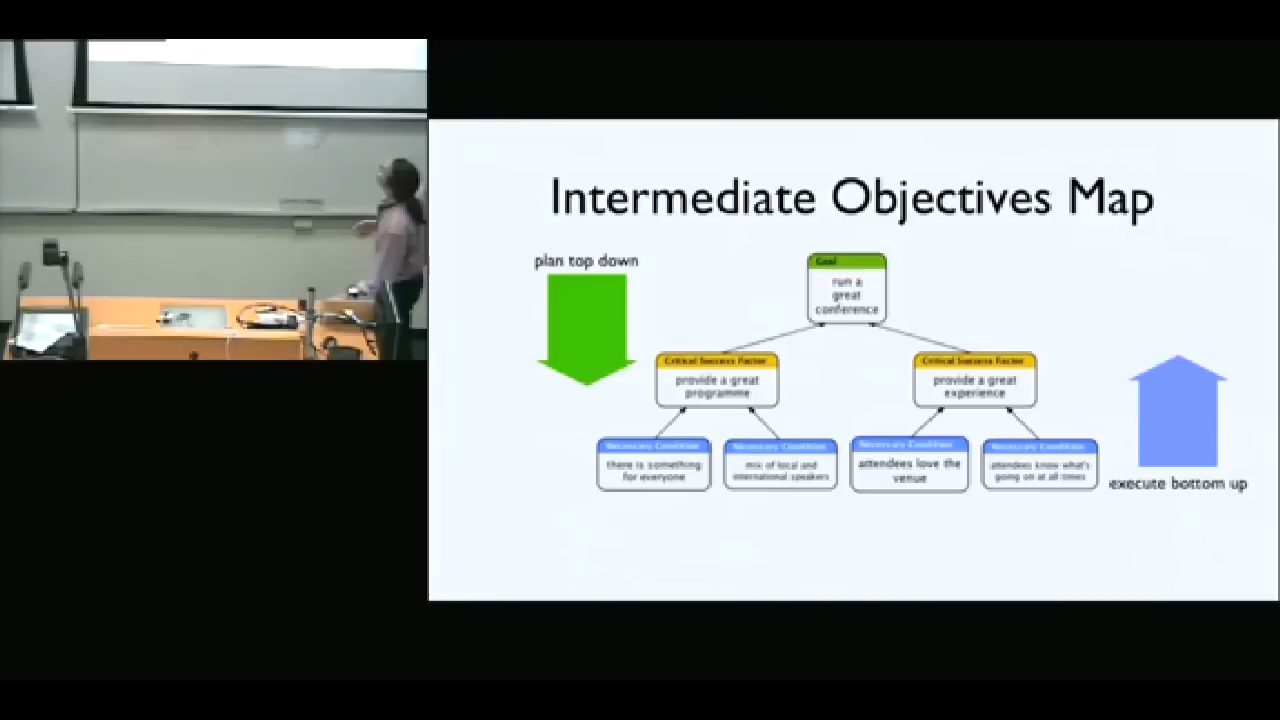 Intermediate Objectives Map
plan top down
Goal
run a
great
conference
Critical Success Factor
provide a great
programme
Critical Success Factor
provide a great
experience
Necessary Condition
there is something
for everyone
Necessary Condition
mix of local and
international speakers
Necessary Condition
attendees love the
venue
Necessary Condition
attendees know what's
going on at all times
execute bottom up